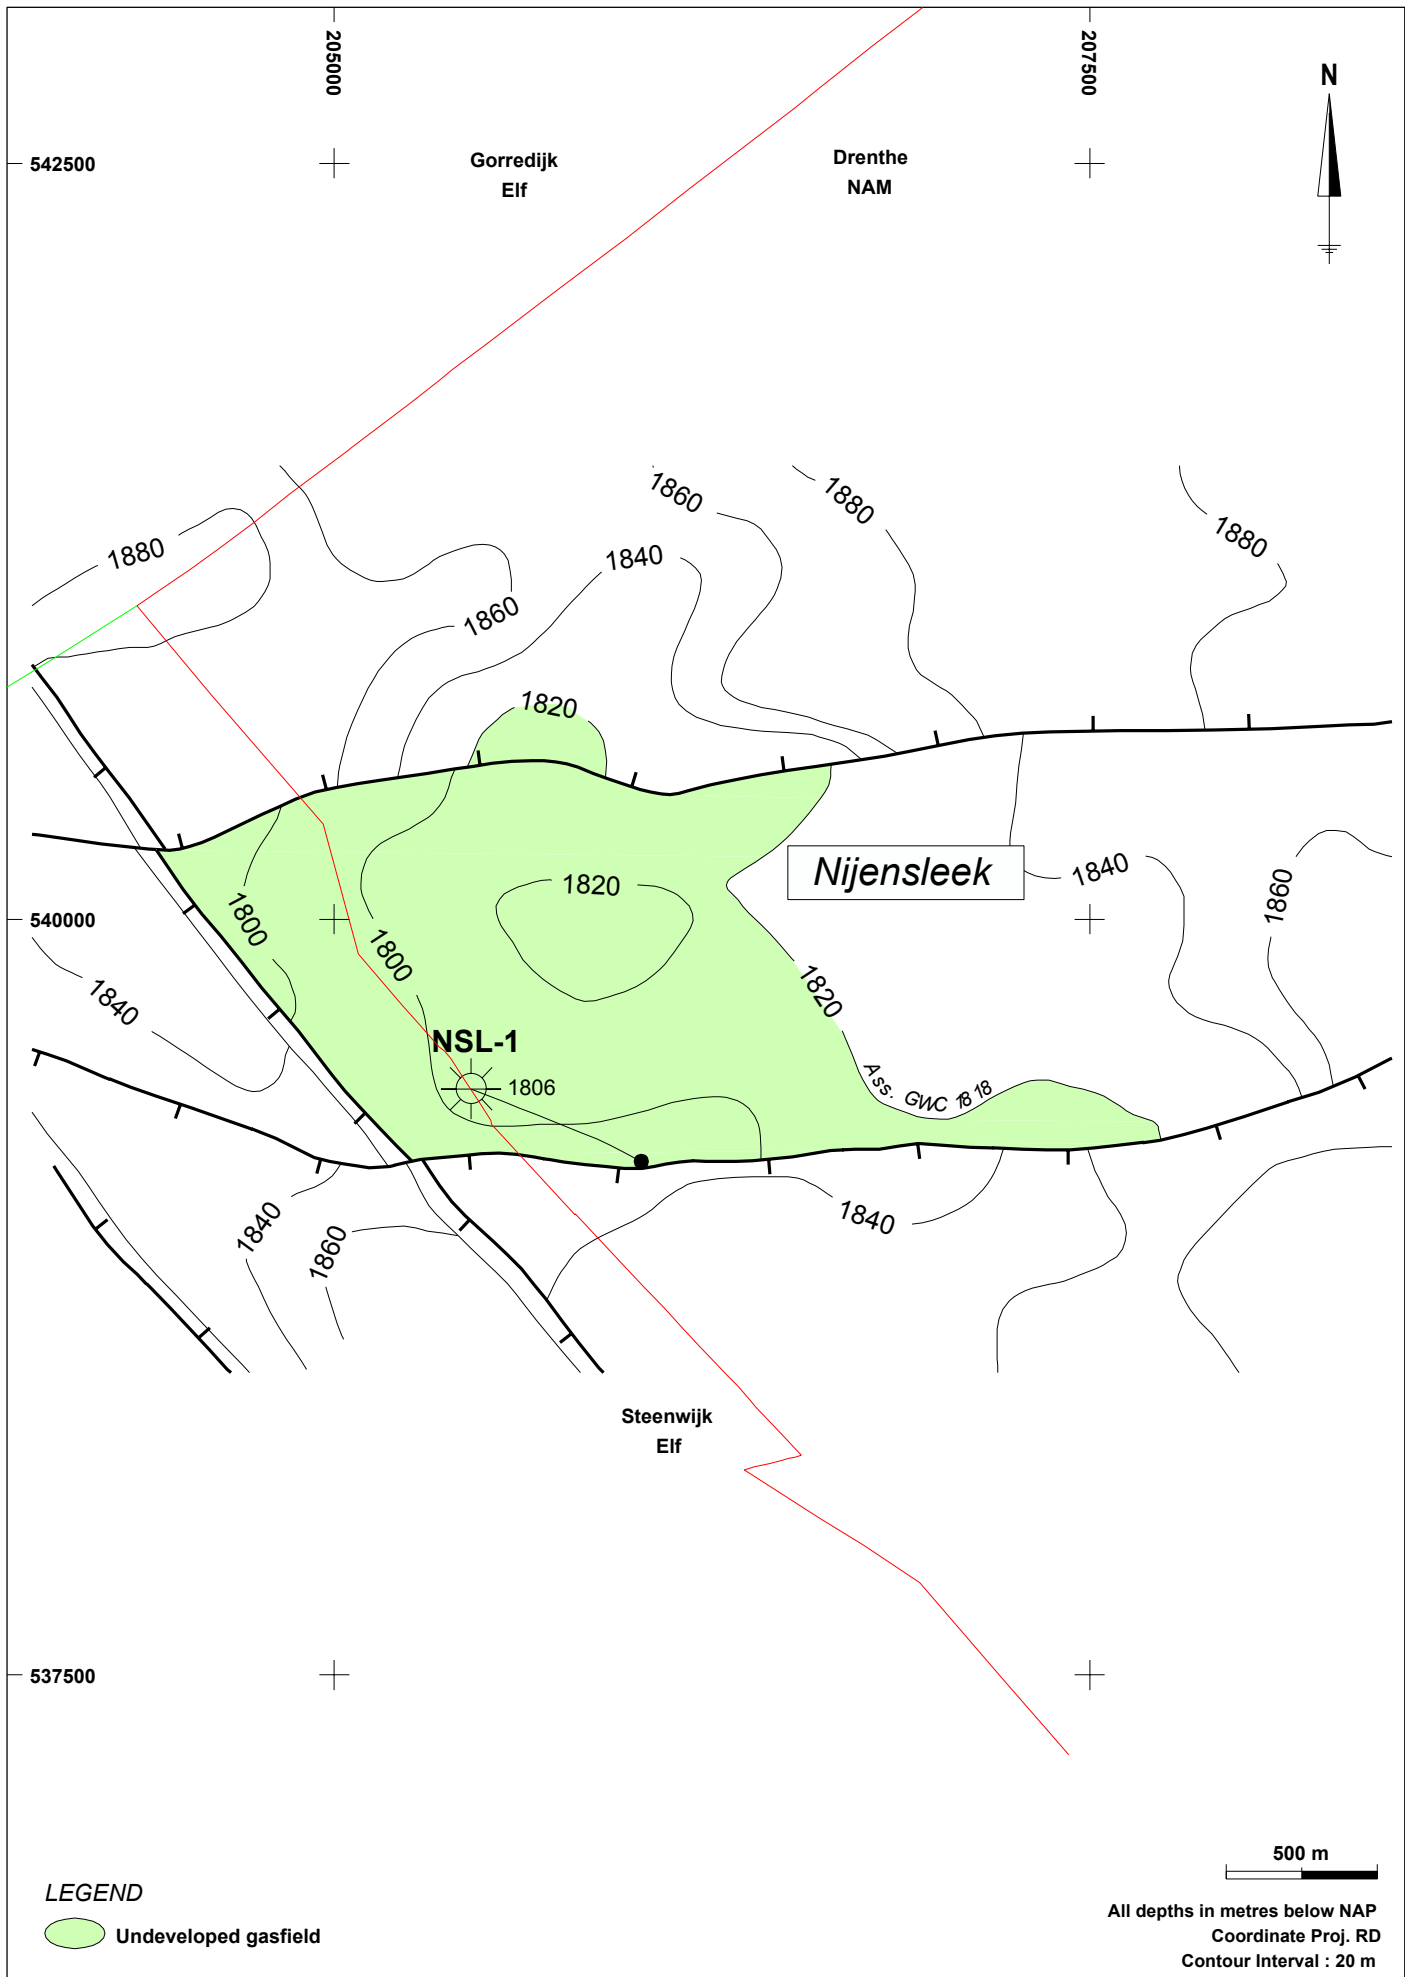 205000
207500
N
542500
Gorredijk
Elf
Drenthe
NAM
1860
1880
1880
1880
1840
1860
1820
Nijensleek
1840
1820
1860
1800
540000
1800
1840
1820
NSL-1
1806
Ass. GWC 1818
1840
1840
1860
Steenwijk
Elf
537500
500 m
LEGEND
Undeveloped gasfield
All depths in metres below NAP
Coordinate Proj. RD
Contour Interval : 20 m